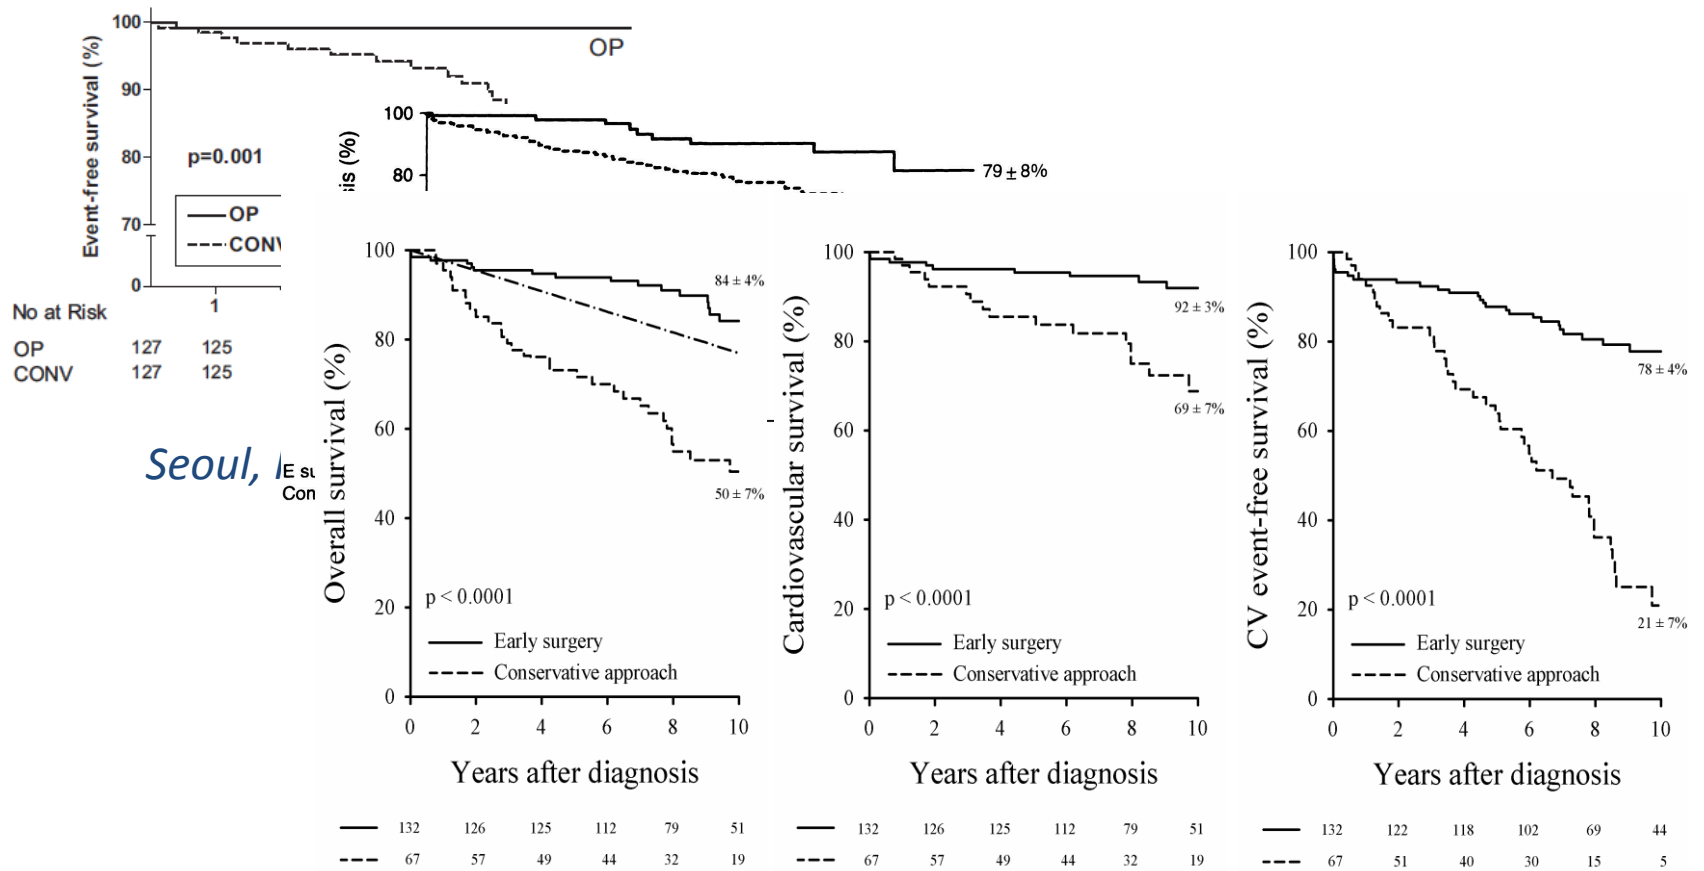 100
90
80
70
0
Event-free survival (%)
OP
p=0.001
OP
CONV
1
No at Risk
OP 127 125
CONV 127 125
Seoul,
100
80
(%)
79 ± 8%
E
100
80
60
40
20
0
Overall survival (%)
84 ± 4%
50 ± 7%
p < 0.0001
Early surgery
Conservative approach
0 2 4 6 8 10
Years after diagnosis
132 126 125 112 79 51
67 57 49 44 32 19
100
80
60
40
20
0
Cardiovascular survival (%)
92 ± 3%
69 ± 7%
p < 0.0001
Early surgery
Conservative approach
0 2 4 6 8 10
Years after diagnosis
132 126 125 112 79 51
67 57 49 44 32 19
100
80
60
40
20
0
CV event-free survival (%)
78 ± 4%
21 ± 7%
p < 0.0001
Early surgery
Conservative approach
0 2 4 6 8 10
Years after diagnosis
132 122 118 102 69 44
67 51 40 30 15 5